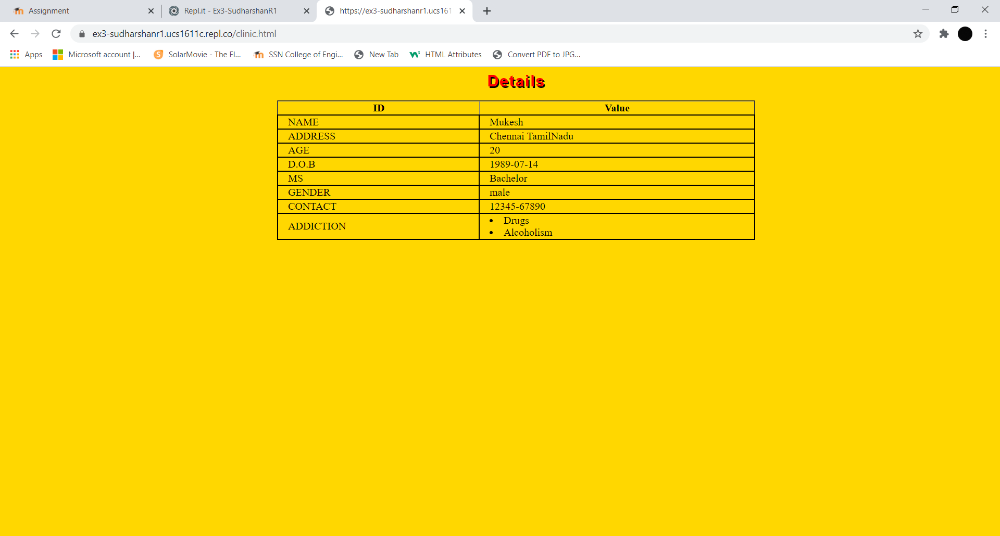 Assignment
Repl.it - Ex3-SudharshanR1
https://ex3-sudharshanr1.ucs161
ex3-sudharshanr1.ucs1611c.repl.co/clinic.html
Apps
Microsoft account |...
SolarMovie - The Fl...
SSN College of Engi...
New Tab
HTML Attributes
Convert PDF to JPG...
Details
ID Value
NAME Mukesh
ADDRESS Chennai TamilNadu
AGE 20
D.O.B 1989-07-14
MS Bachelor
GENDER male
CONTACT 12345-67890
ADDICTION
• Drugs
• Alcoholism